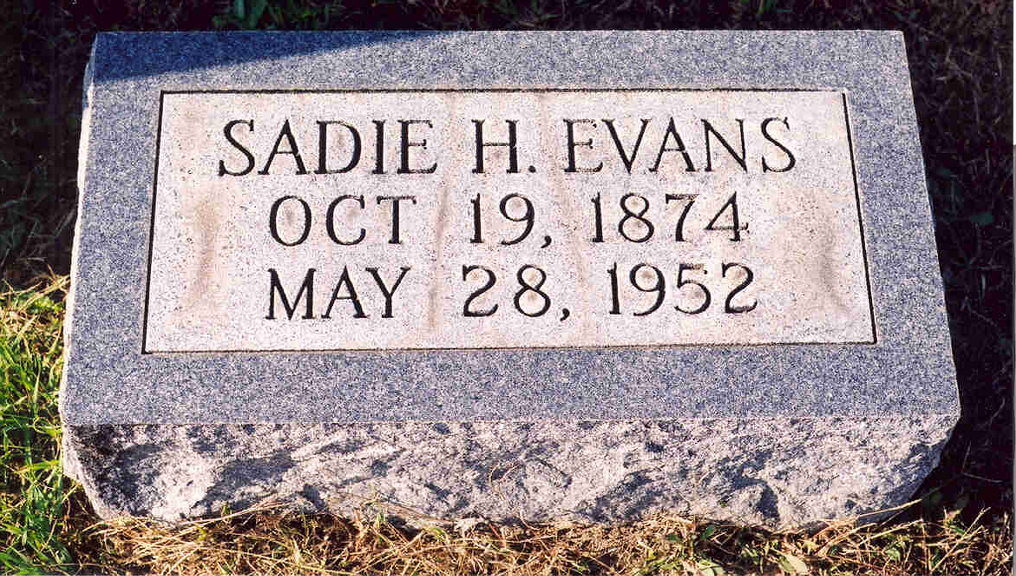 SADIE H. EVANS
OCT 19, 1874
MAY 28, 1952